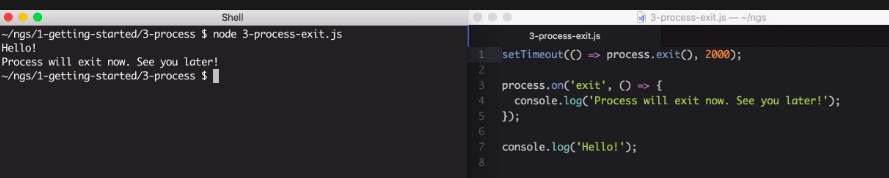 Shell
~/ngs/1-getting-started/3-process $ node 3-process-exit.js
Hello!
Process will exit now. See you later!
~/ngs/1-getting-started/3-process $
3-process-exit.js — ~/ngs
3-process-exit.js
1 setTimeout(() => process.exit(), 2000);
2
3 process.on('exit', () => {
4   console.log('Process will exit now. See you later!');
5 });
6
7 console.log('Hello!');
8